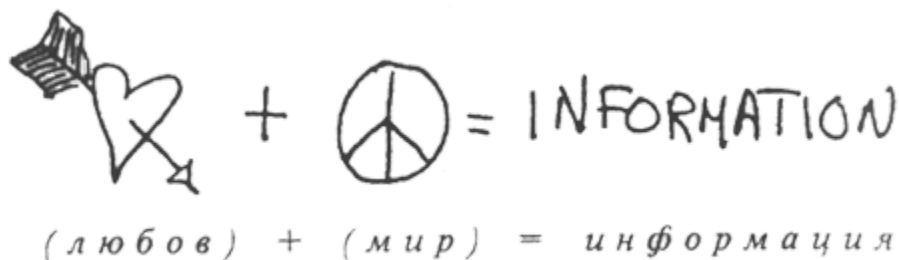 + = INFORMATION
(любов) + (мир) = информация